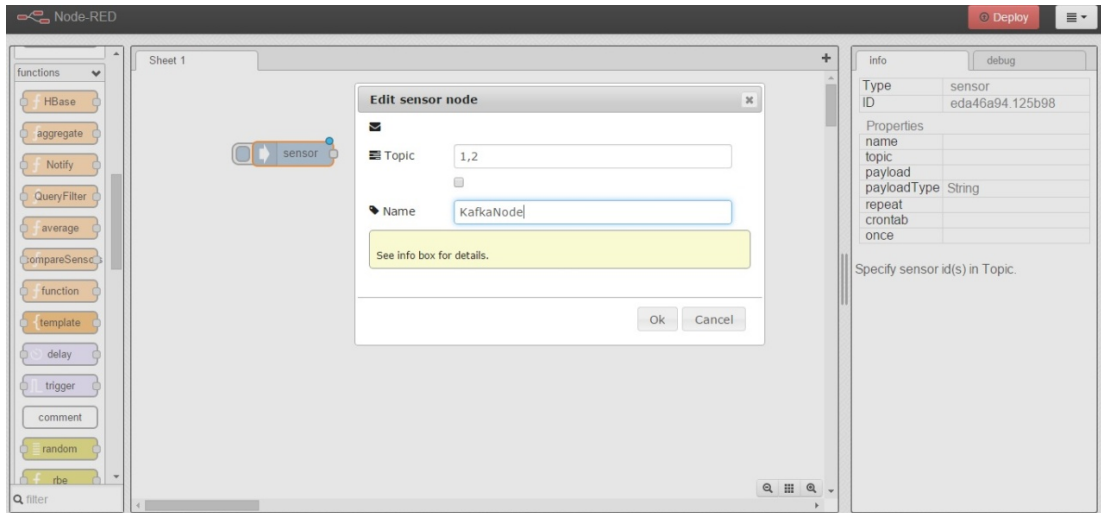 Node-RED
Deploy
functions
HBase
aggregate
Notify
QueryFilter
average
compareSensors
function
template
delay
trigger
comment
random
rbe
filter
Sheet 1
sensor
Edit sensor node
Topic
1,2
Name
KafkaNode
See info box for details.
Ok
Cancel
info
debug
Type sensor
ID eda46a94.125b98
Properties
name
topic
payload
payloadType String
repeat
crontab
once
Specify sensor id(s) in Topic.